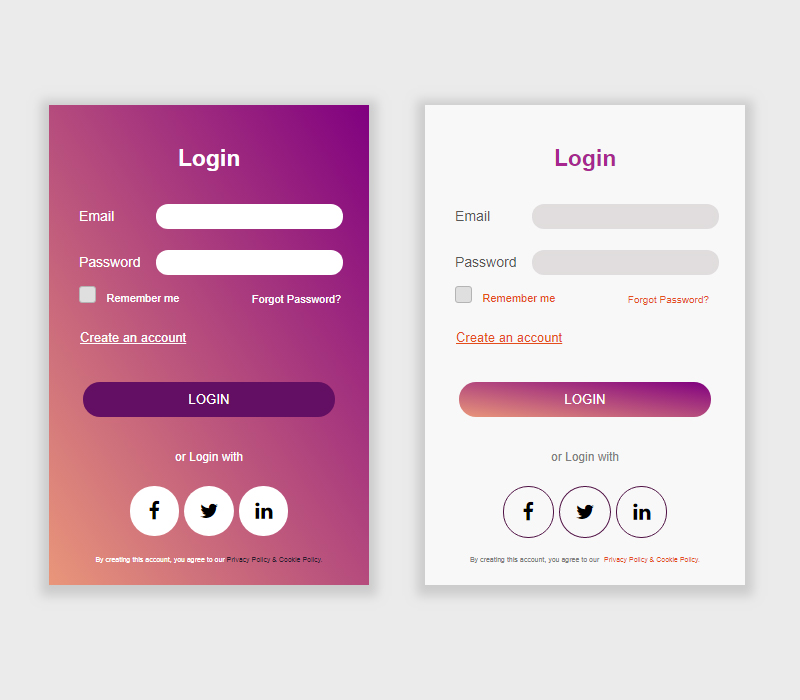 Login
Email
Password
Remember me Forgot Password?
Create an account
LOGIN
or Login with
f in
By creating this account, you agree to our Privacy Policy & Cookie Policy.
Login
Email
Password
Remember me Forgot Password?
Create an account
LOGIN
or Login with
f in
By creating this account, you agree to our Privacy Policy & Cookie Policy.